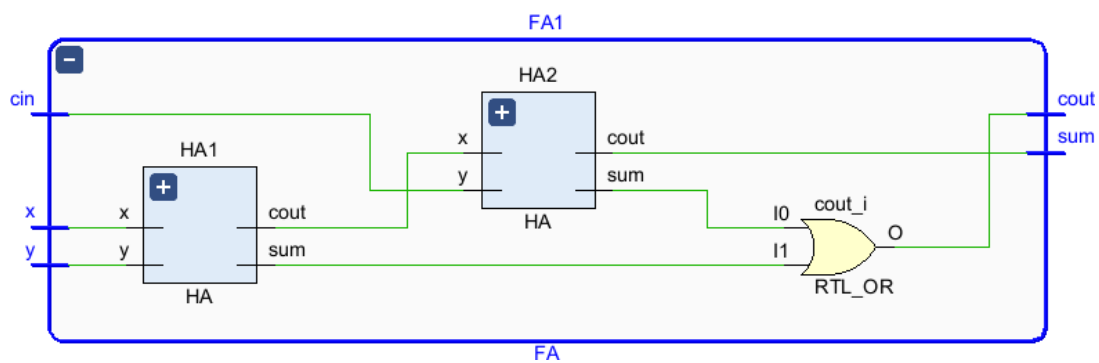 FA1
HA2
cin
cout
x
cout
sum
HA1
y
sum
x
x
cout
I0
cout_i
O
HA
y
y
sum
I1
RTL_OR
HA
FA